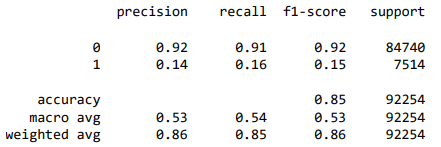 precision recall f1-score support
0 0.92 0.91 0.92 84740
1 0.14 0.16 0.15 7514
accuracy 0.85 92254
macro avg 0.53 0.54 0.53 92254
weighted avg 0.86 0.85 0.86 92254